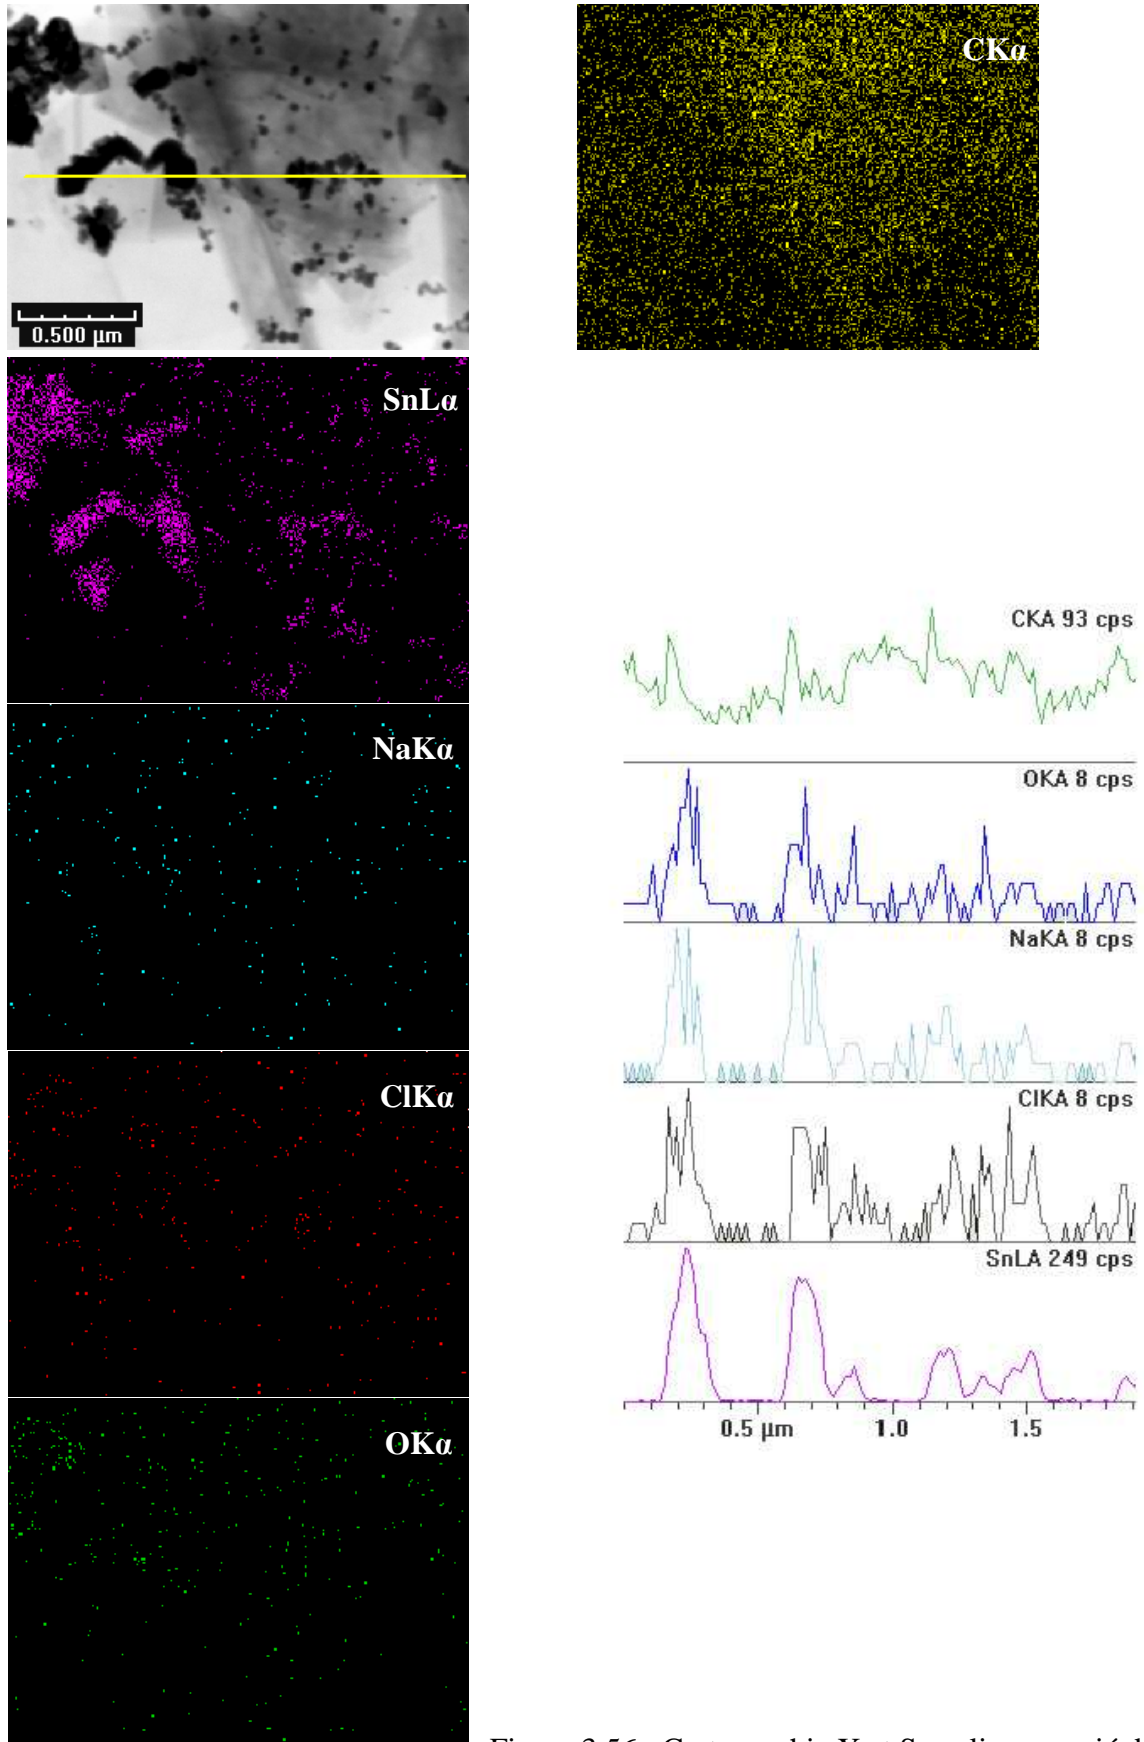 CKα
0.500 µm
SnLα
NaKα
ClKα
OKα
CKA 93 cps
OKA 8 cps
NaKA 8 cps
ClKA 8 cps
SnLA 249 cps
0.5 µm 1.0 1.5